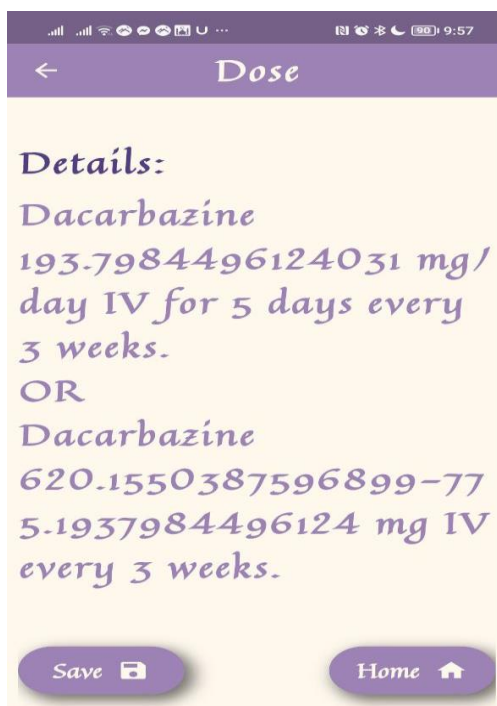 90 9:57
Dose
Details:
Dacarbazine
193.7984496124031 mg/
day IV for 5 days every
3 weeks.
OR
Dacarbazine
620.1550387596899-77
5.1937984496124 mg IV
every 3 weeks.
Save Home